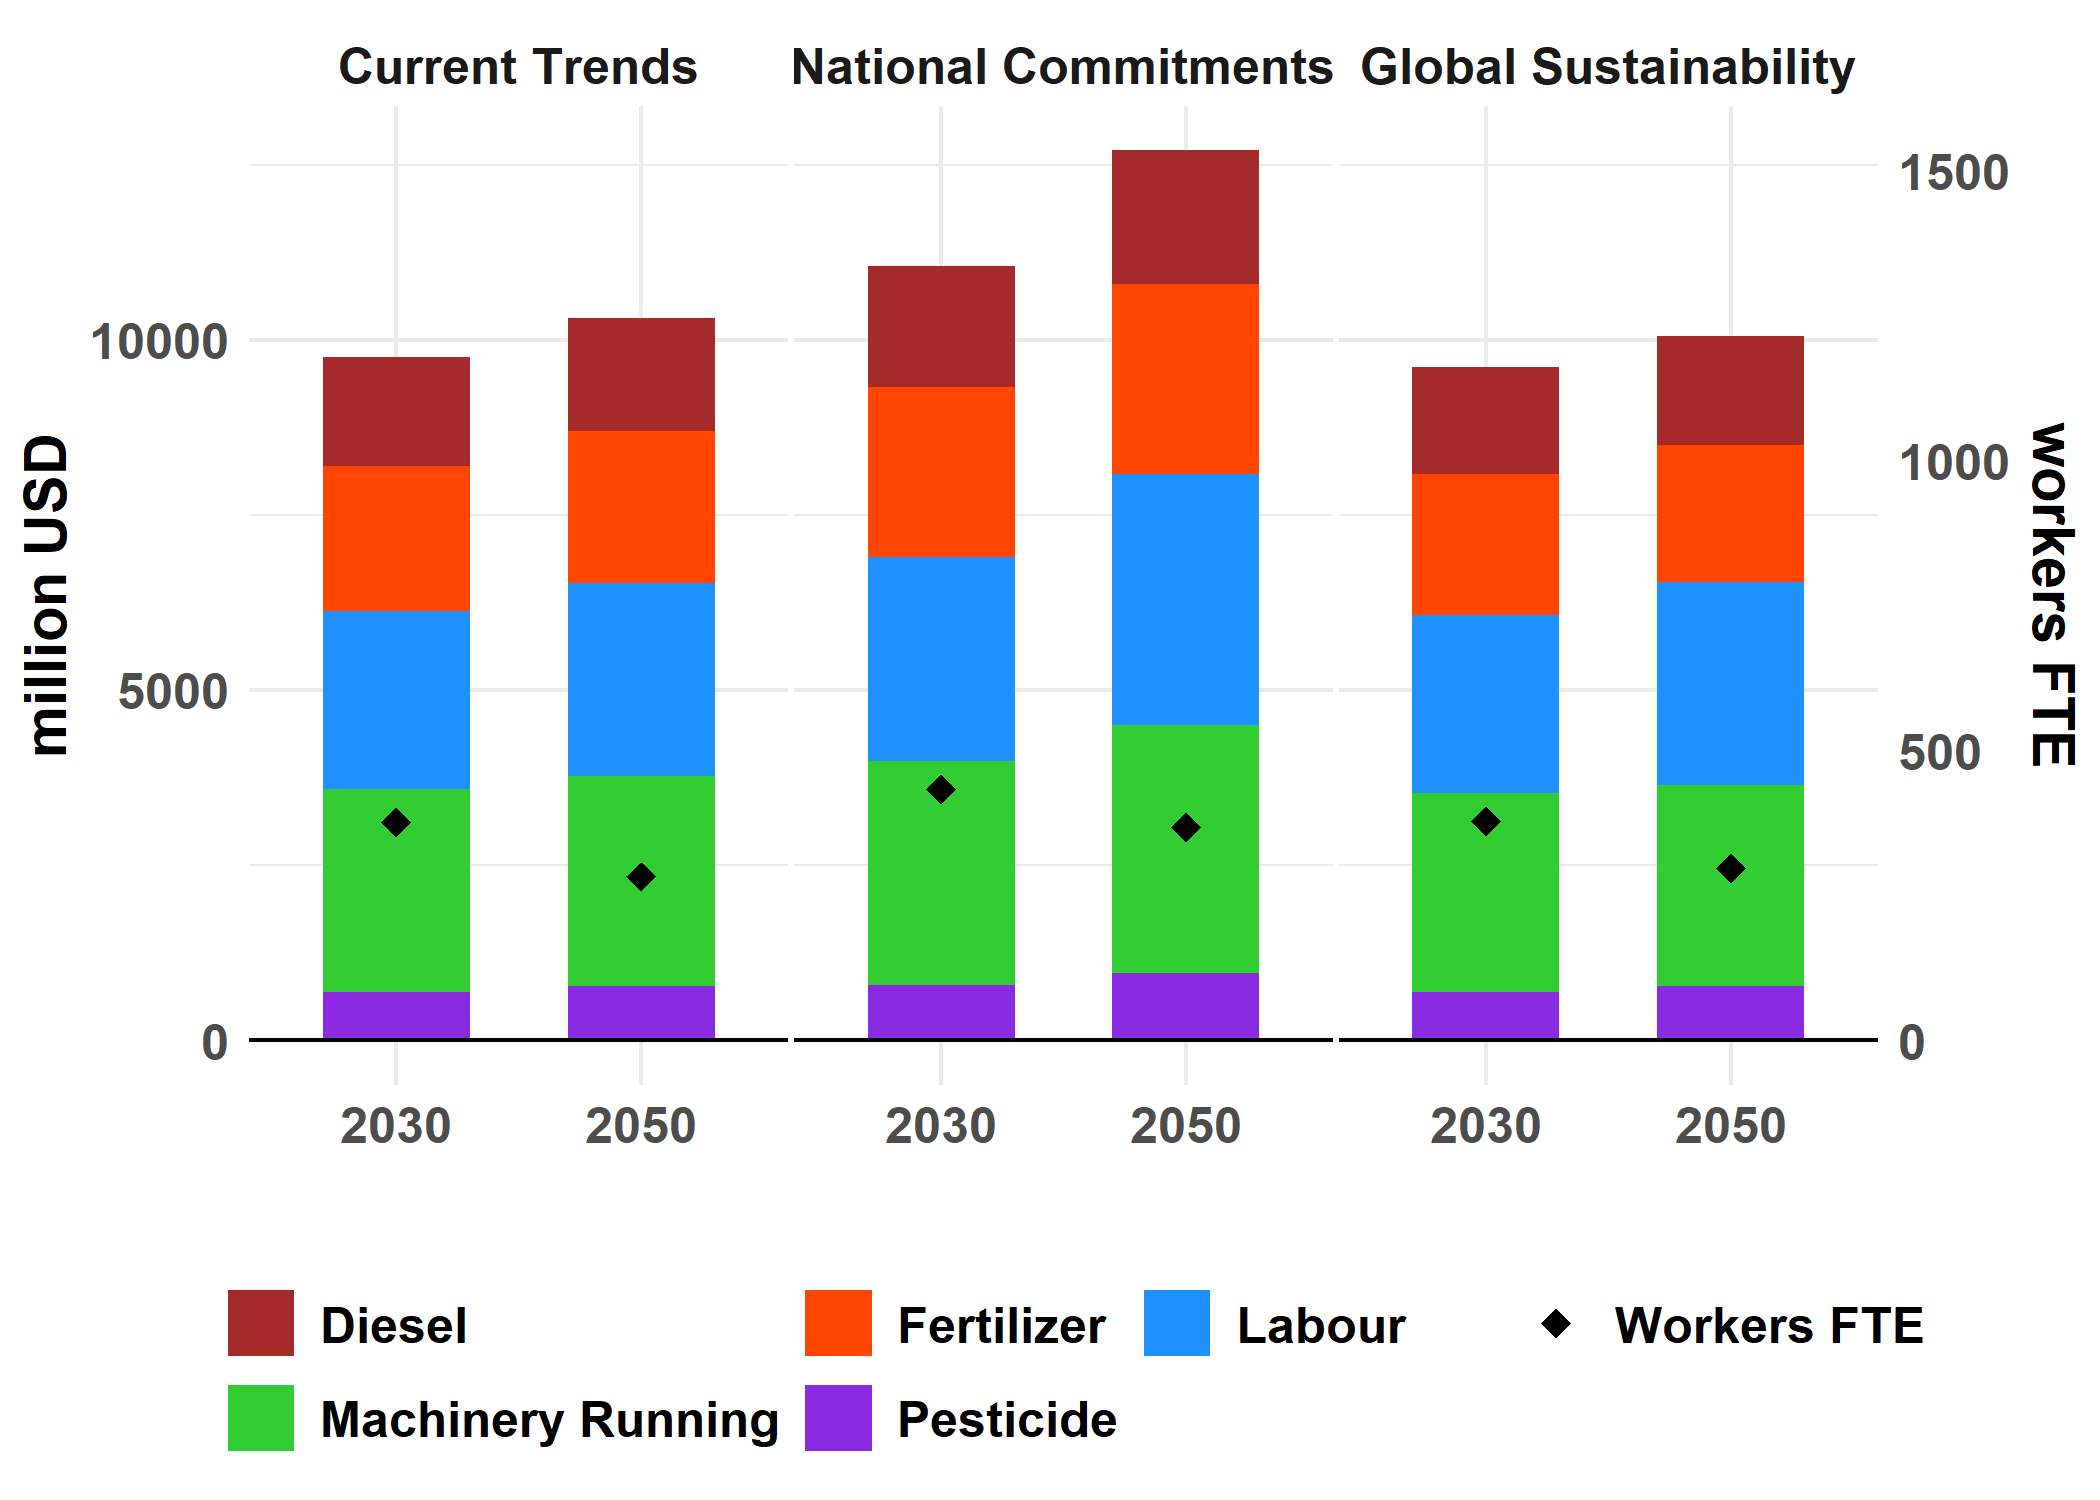 Current Trends National Commitments Global Sustainability
million USD
10000
5000
0
1500
1000
500
0
workers FTE
2030 2050 2030 2050 2030 2050
Diesel Fertilizer Labour Workers FTE
Machinery Running Pesticide